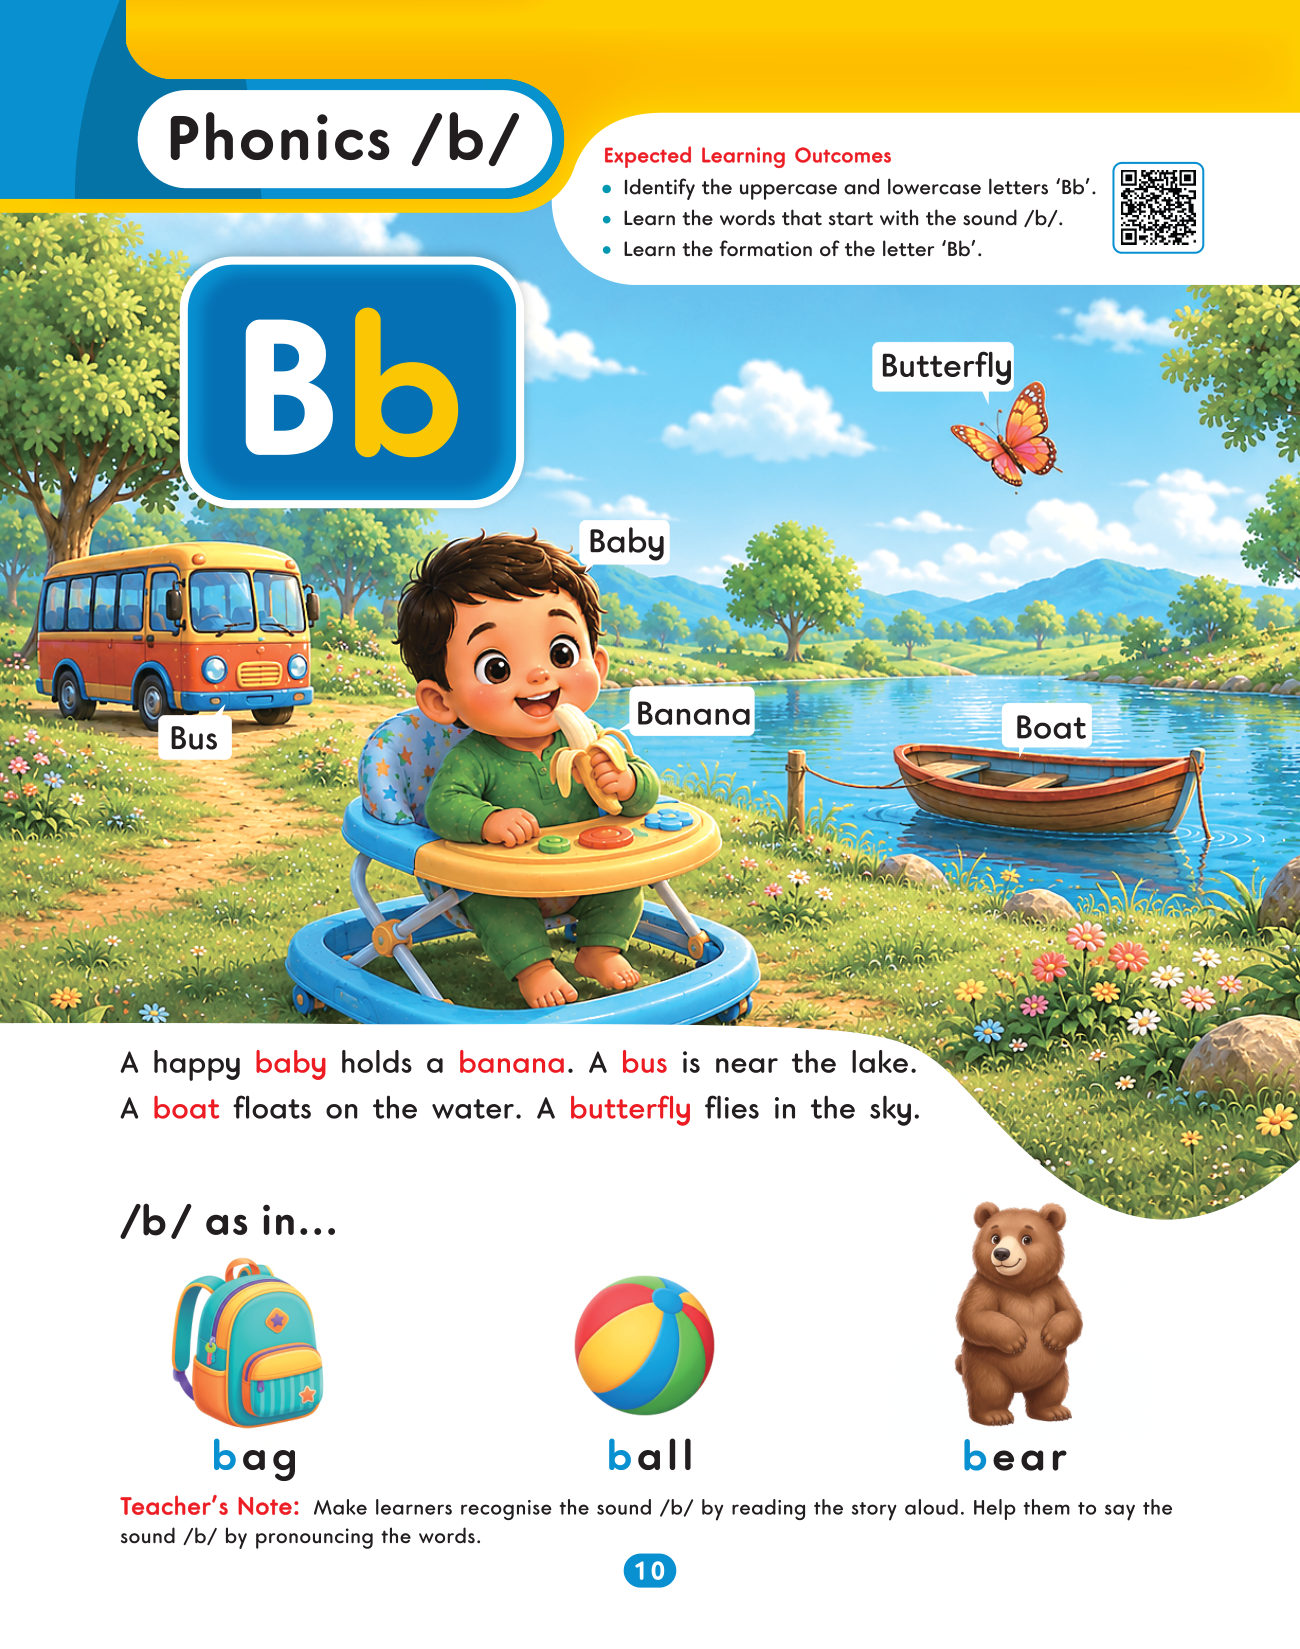 Phonics /b/
Expected Learning Outcomes
• Identify the uppercase and lowercase letters ‘Bb’.
• Learn the words that start with the sound /b/.
• Learn the formation of the letter ‘Bb’.
Bb
Butterfly
Baby
Banana
Boat
Bus
A happy baby holds a banana. A bus is near the lake.
A boat floats on the water. A butterfly flies in the sky.
/b/ as in...
bag
ball
bear
Teacher’s Note: Make learners recognise the sound /b/ by reading the story aloud. Help them to say the
sound /b/ by pronouncing the words.
10